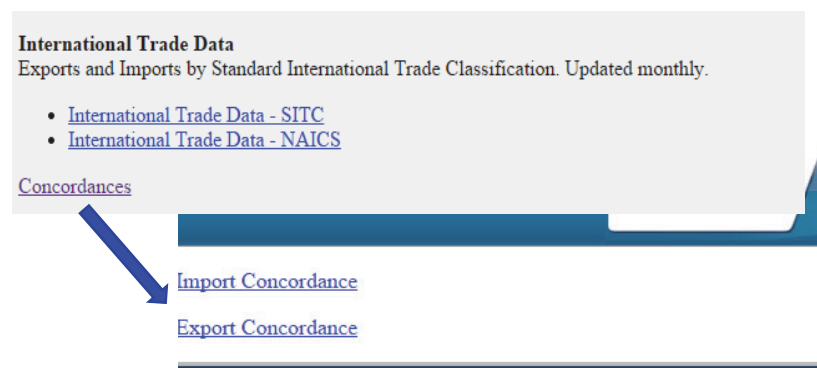 International Trade Data
Exports and Imports by Standard International Trade Classification. Updated monthly.
International Trade Data - SITC
International Trade Data - NAICS
Concordances
Import Concordance
Export Concordance